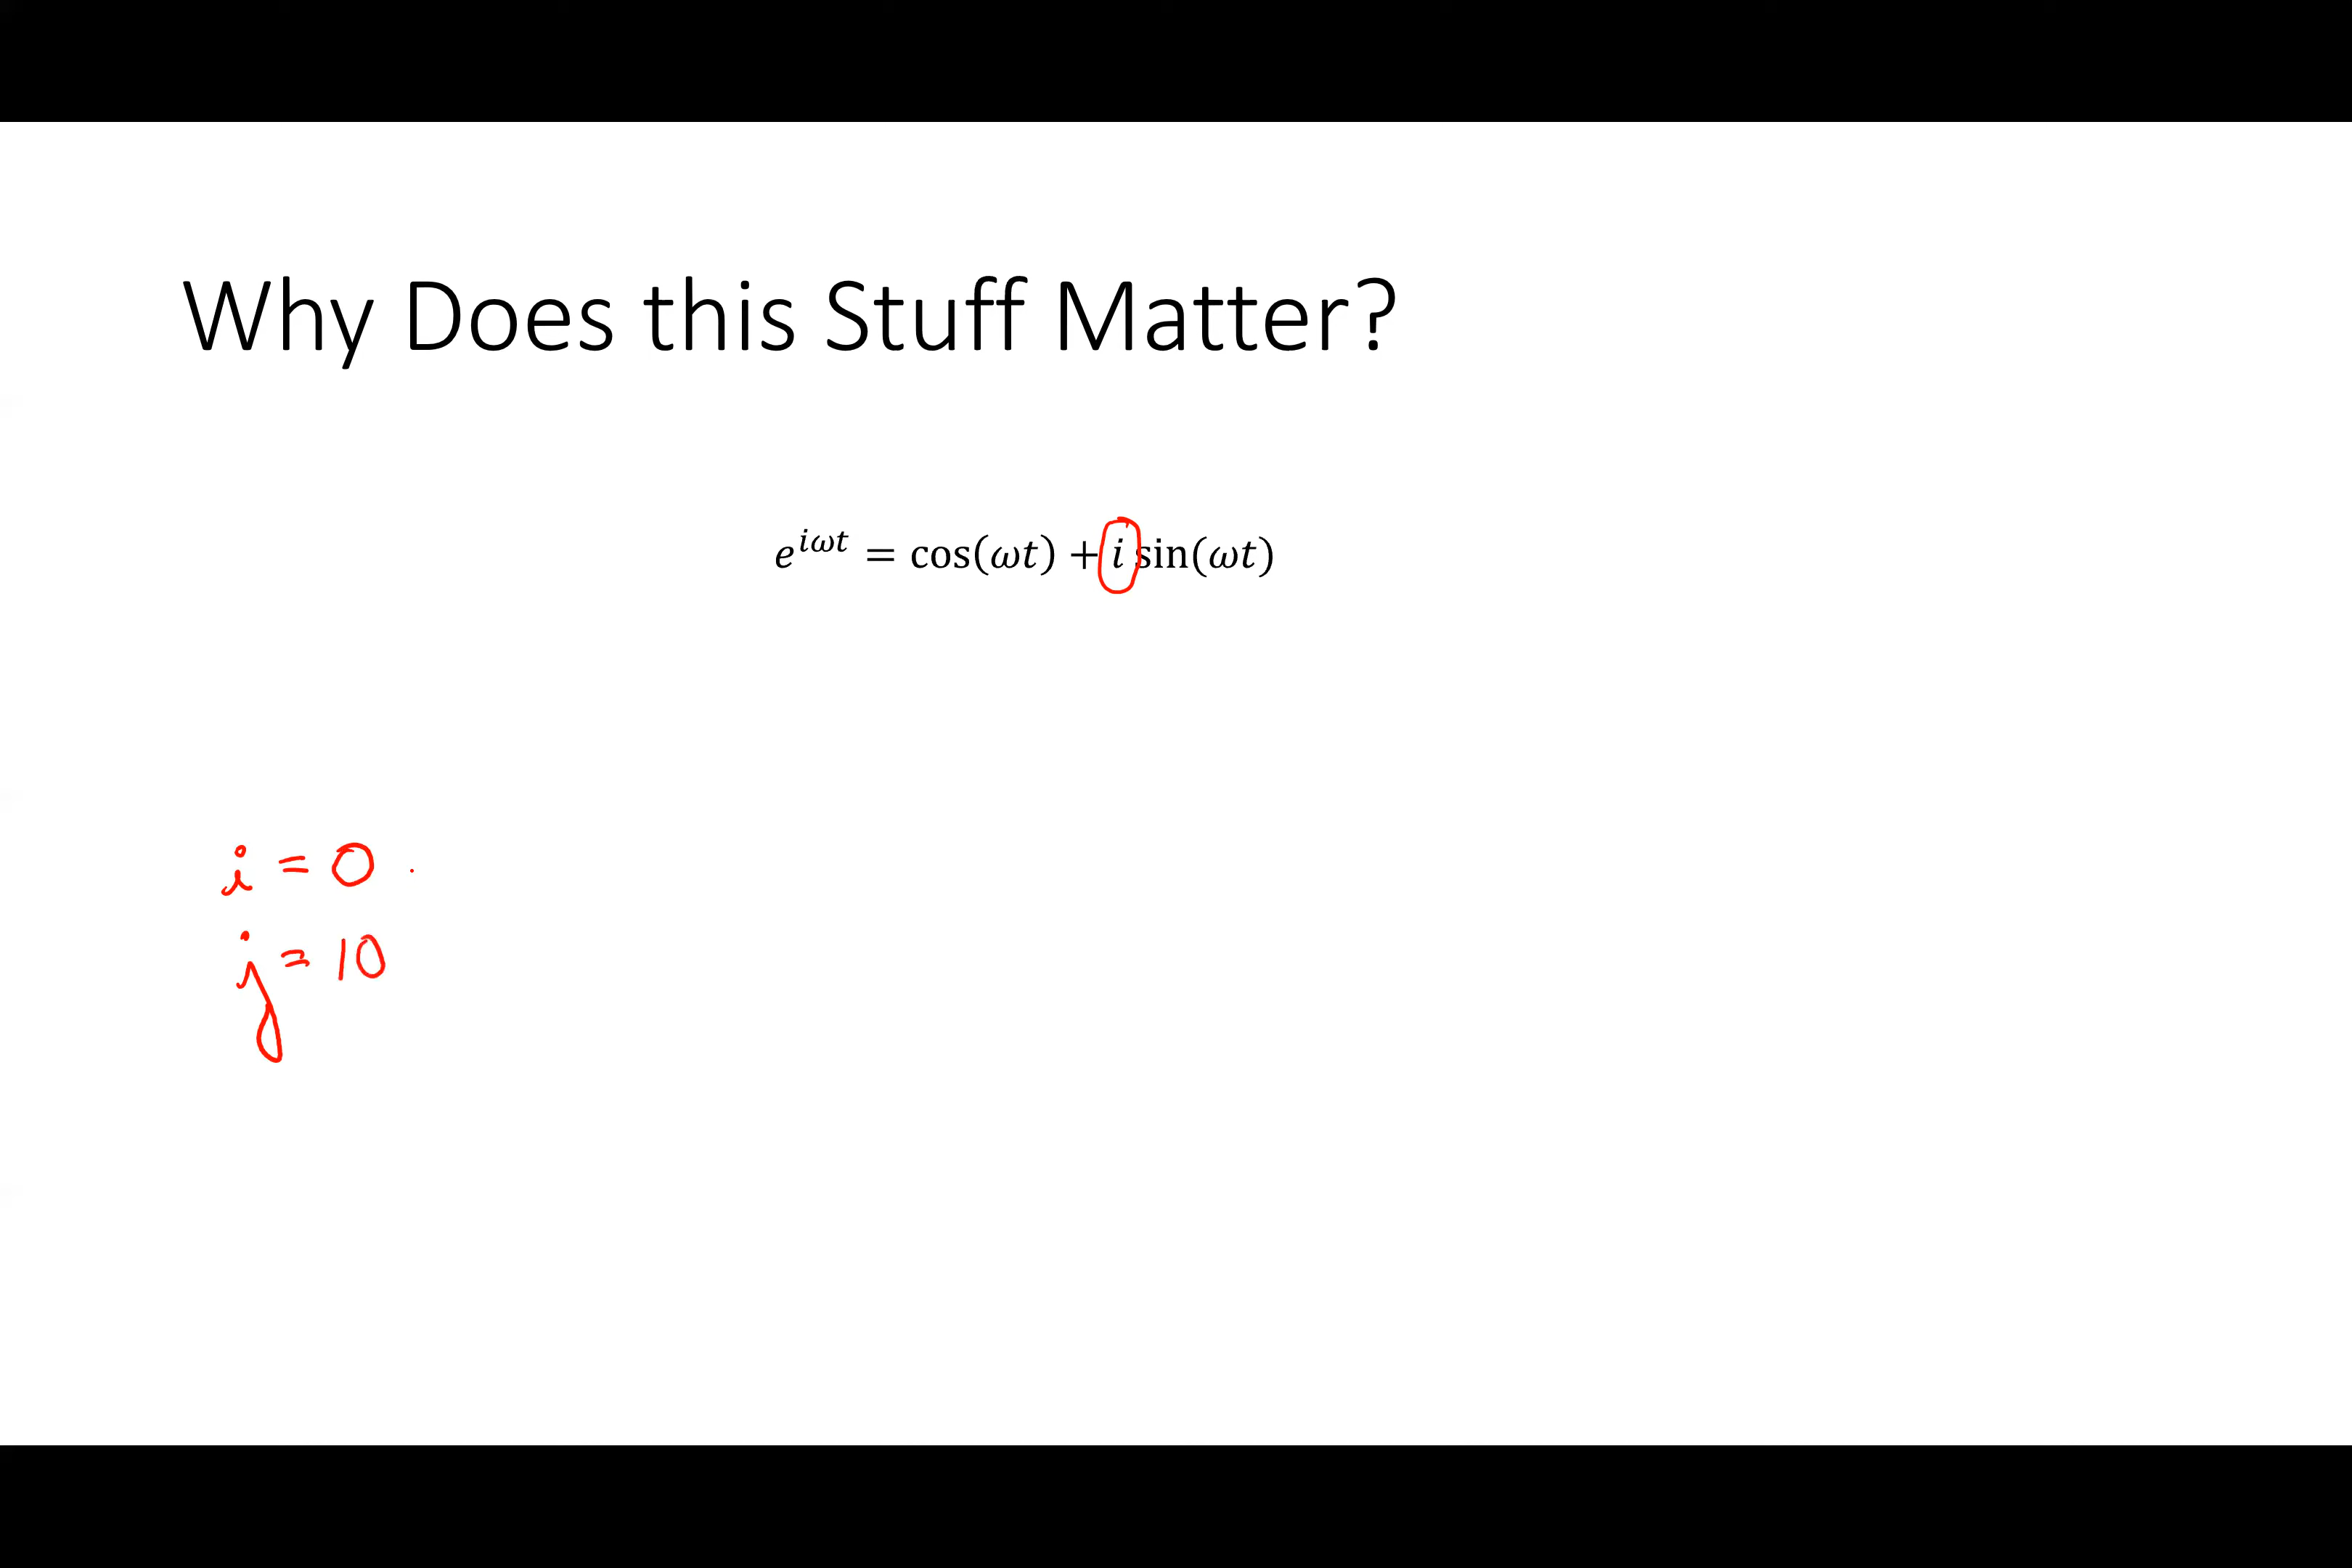 Why Does this Stuff Matter?
e^{iωt} = cos(ωt) + i sin(ωt)
i = 0 .
j = 10